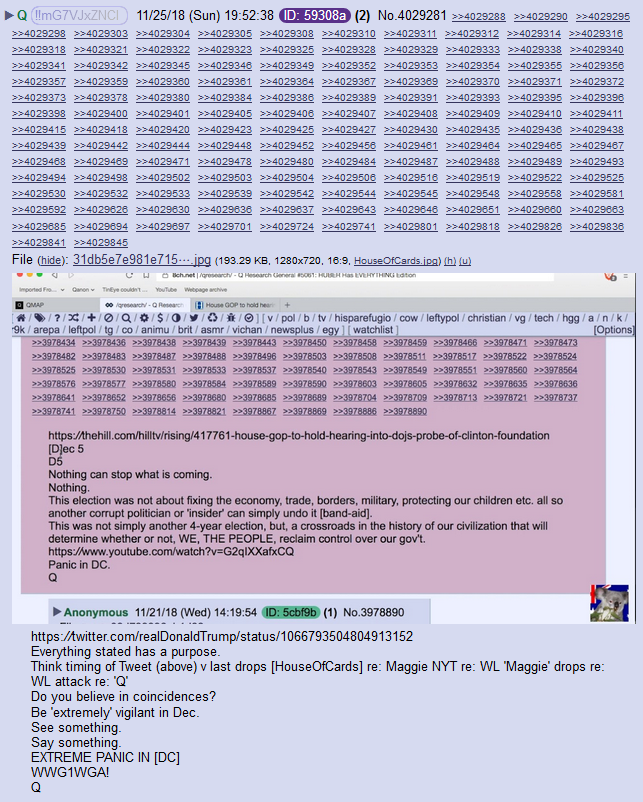 Q !!mG7VJxZNCI 11/25/18 (Sun) 19:52:38 ID: 59308a (2) No.4029281 >>4029288 >>4029290 >>4029295
>>4029298 >>4029303 >>4029304 >>4029305 >>4029308 >>4029310 >>4029311 >>4029312 >>4029314 >>4029316
>>4029318 >>4029321 >>4029322 >>4029324 >>4029325 >>4029328 >>4029329 >>4029333 >>4029338 >>4029340
>>4029341 >>4029342 >>4029345 >>4029346 >>4029349 >>4029352 >>4029353 >>4029354 >>4029355 >>4029356
>>4029357 >>4029359 >>4029360 >>4029361 >>4029364 >>4029367 >>4029369 >>4029370 >>4029371 >>4029372
>>4029373 >>4029378 >>4029380 >>4029384 >>4029386 >>4029389 >>4029391 >>4029393 >>4029395 >>4029396
>>4029398 >>4029400 >>4029401 >>4029405 >>4029406 >>4029407 >>4029408 >>4029409 >>4029410 >>4029411
>>4029415 >>4029418 >>4029420 >>4029423 >>4029425 >>4029427 >>4029430 >>4029435 >>4029436 >>4029438
>>4029439 >>4029442 >>4029444 >>4029448 >>4029452 >>4029456 >>4029461 >>4029464 >>4029465 >>4029467
>>4029468 >>4029469 >>4029471 >>4029478 >>4029480 >>4029484 >>4029487 >>4029488 >>4029489 >>4029493
>>4029494 >>4029498 >>4029502 >>4029503 >>4029504 >>4029506 >>4029516 >>4029519 >>4029522 >>4029525
>>4029530 >>4029532 >>4029533 >>4029539 >>4029542 >>4029544 >>4029545 >>4029548 >>4029558 >>4029581
>>4029592 >>4029626 >>4029630 >>4029636 >>4029637 >>4029643 >>4029646 >>4029651 >>4029660 >>4029663
>>4029685 >>4029694 >>4029697 >>4029701 >>4029724 >>4029741 >>4029801 >>4029818 >>4029826 >>4029836
>>4029841 >>4029845
File (hide): 31db5e7e981e715⋯.jpg (193.29 KB, 1280x720, 16:9, HouseOfCards.jpg) (h) (u)
8ch.net/qresearch/ - Q Research General #5061: HUBER Has EVERYTHING Edition
Imported Fro... Qanon TinEye couldn't ... YouTube Webpage archive
QMAP /qresearch/ - Q Research House GOP to hold heari
[ v / pol / b / tv / hisparefugio / cow / leftypol / christian / vg / tech / hgg / a / n / k /
r9k / arepa / leftpol / tg / co / animu / brit / asmr / vichan / newsplus / egy ] [ watchlist ] [Options]
>>3978434 >>3978436 >>3978438 >>3978439 >>3978443 >>3978450 >>3978458 >>3978459 >>3978466 >>3978471 >>3978473
>>3978482 >>3978483 >>3978487 >>3978488 >>3978496 >>3978503 >>3978508 >>3978511 >>3978517 >>3978522 >>3978524
>>3978525 >>3978530 >>3978531 >>3978533 >>3978537 >>3978540 >>3978543 >>3978549 >>3978551 >>3978560 >>3978564
>>3978576 >>3978577 >>3978580 >>3978584 >>3978587 >>3978589 >>3978598 >>3978603 >>3978605 >>3978632 >>3978636
>>3978641 >>3978652 >>3978656 >>3978680 >>3978685 >>3978689 >>3978704 >>3978709 >>3978713 >>3978721 >>3978737
>>3978741 >>3978750 >>3978814 >>3978821 >>3978867 >>3978869 >>3978886 >>3978890
https://thehill.com/hilltv/rising/417761-house-gop-to-hold-hearing-into-dojs-probe-of-clinton-foundation
[D]ec 5
D5
Nothing can stop what is coming.
Nothing.
This election was not about fixing the economy, trade, borders, military, protecting our children etc. all so
another corrupt politician or 'insider' can simply undo it [band-aid].
This was not simply another 4-year election, but, a crossroads in the history of our civilization that will
determine whether or not, WE, THE PEOPLE, reclaim control over our gov't.
https://www.youtube.com/watch?v=G2qIXXafxCQ
Panic in DC.
Q
Anonymous 11/21/18 (Wed) 14:19:54 ID: 5cbf9b (1) No.3978890
https://twitter.com/realDonaldTrump/status/1066793504804913152
Everything stated has a purpose.
Think timing of Tweet (above) v last drops [HouseOfCards] re: Maggie NYT re: WL 'Maggie' drops re:
WL attack re: 'Q'
Do you believe in coincidences?
Be 'extremely' vigilant in Dec.
See something.
Say something.
EXTREME PANIC IN [DC]
WWG1WGA!
Q